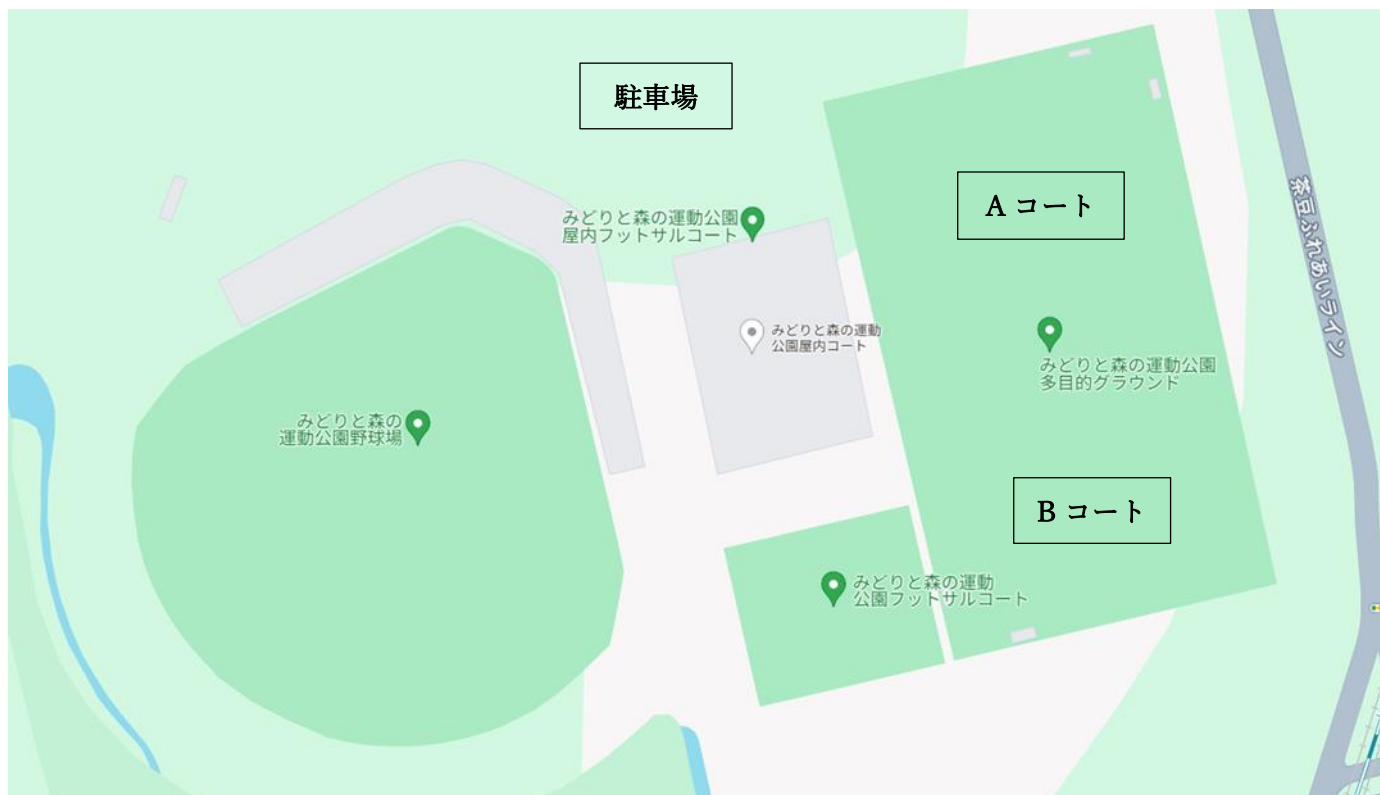 駐車場
A コート
茶豆ふれあいライン
みどりと森の運動公園
屋内フットサルコート
みどりと森の運動
公園屋内コート
みどりと森の運動公園
多目的グラウンド
みどりと森の
運動公園野球場
B コート
みどりと森の運動
公園フットサルコート